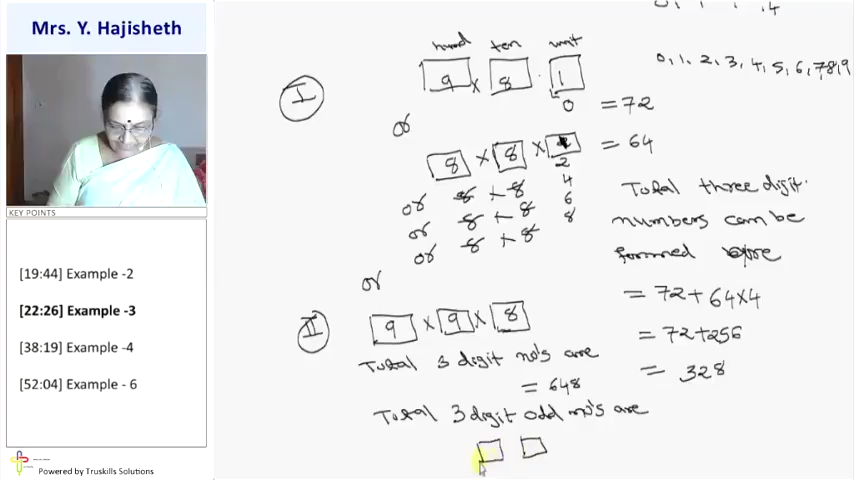 Mrs. Y. Hajisheth
KEY POINTS
[19:44] Example -2
[22:26] Example -3
[38:19] Example -4
[52:04] Example - 6
Powered by Truskills Solutions
0, 1, 2, 3, 4, 5, 6, 7 8, 9
hund ten unit
I 9 × 8 . 1
0 = 72
or
8 × 8 × = 64
2
or 8 + 8 4
or 8 + 8 6
or 8 + 8 8
or
II 9 × 9 × 8
Total 3 digit no's are
= 648
Total 3 digit odd no's are
Total three digit
numbers can be
formed
= 72 + 64 × 4
= 72 + 256
= 328